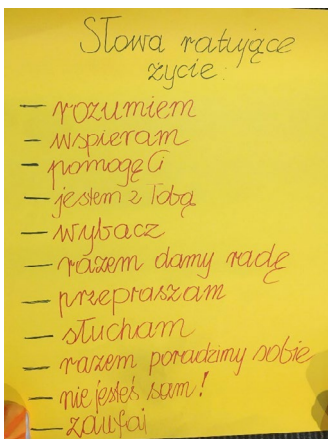 Słowa ratujące
życie:
– rozumiem
– wspieram
– pomogę Ci
– jestem z Tobą
– wybacz
– razem damy radę
– przepraszam
– słucham
– razem poradzimy sobie
– nie jesteś sam!
– zaufaj